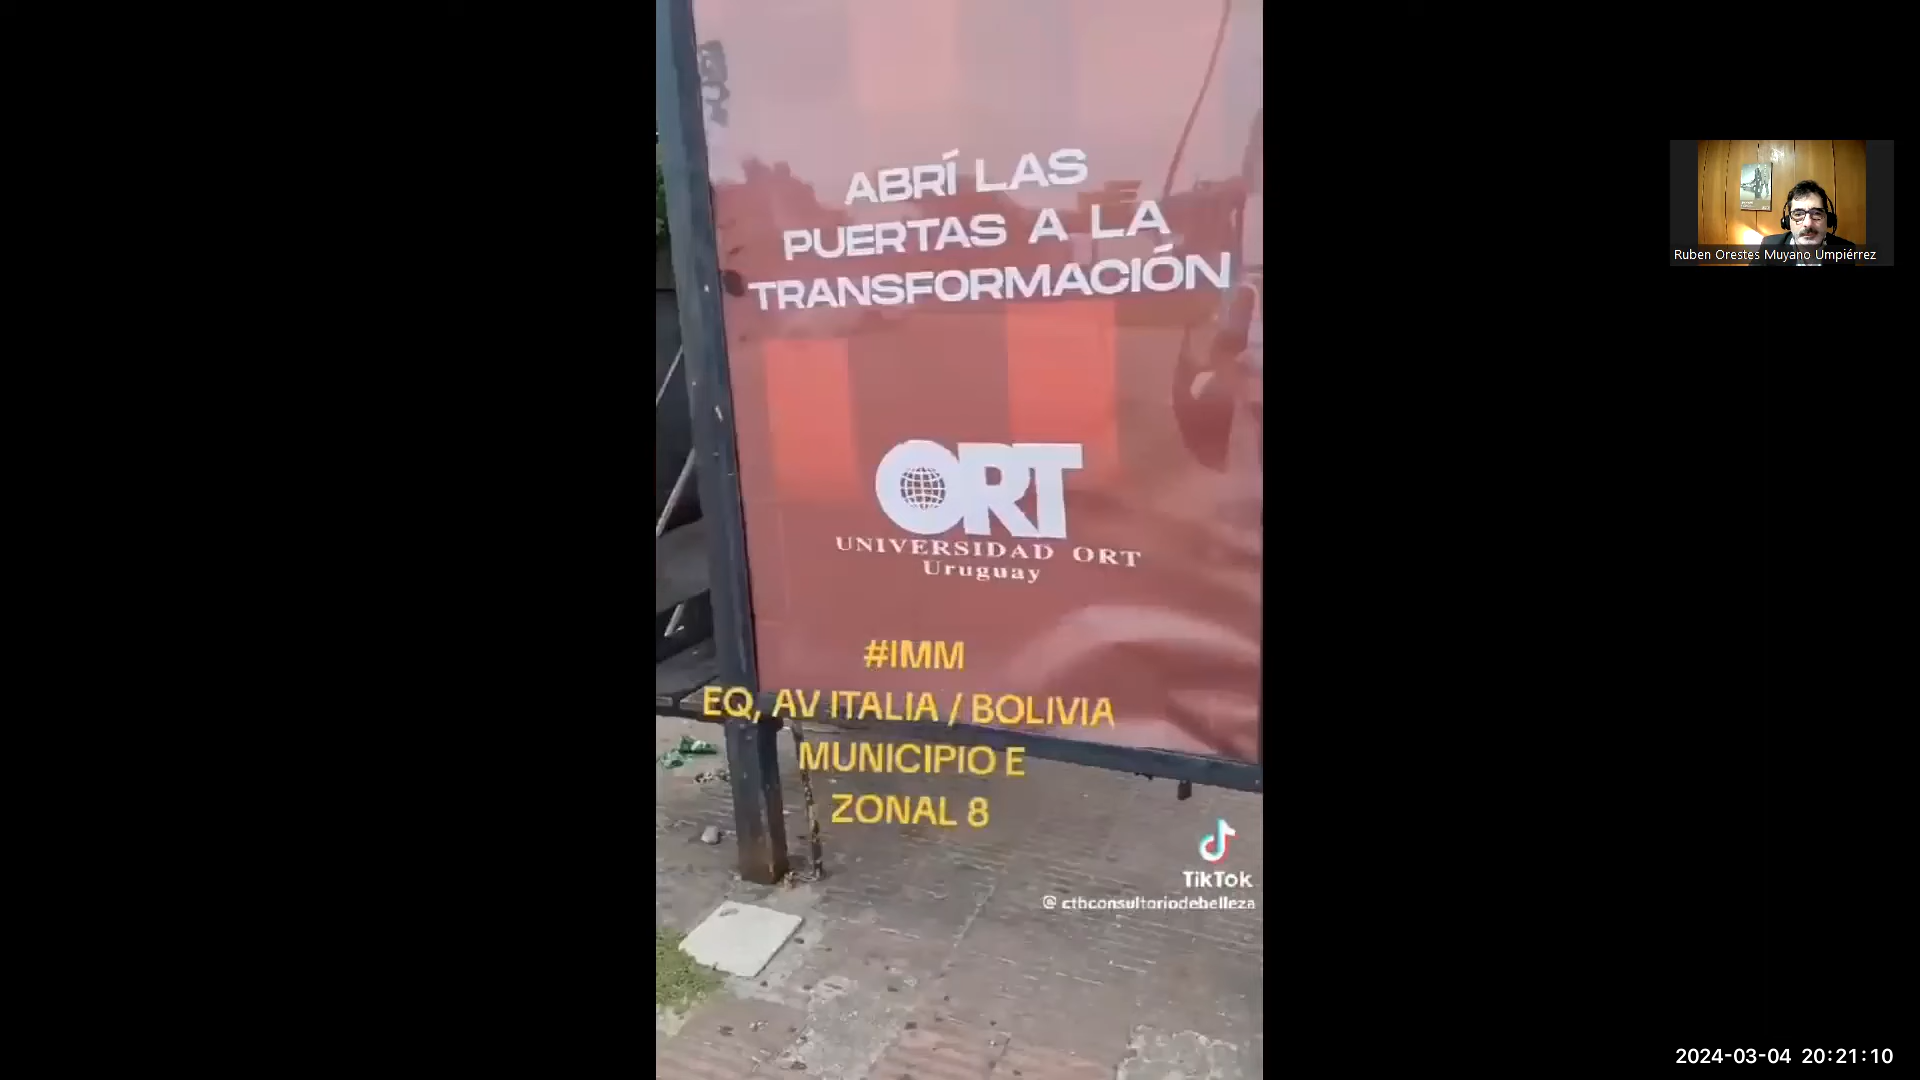 ABRÍ LAS
PUERTAS A LA
TRANSFORMACIÓN
ORT
UNIVERSIDAD ORT
Uruguay
#IMM
EQ, AV ITALIA / BOLIVIA
MUNICIPIO E
ZONAL 8
TikTok
@ ctbconsultoriodebelleza
Ruben Orestes Muyano Umpiérrez
2024-03-04 20:21:10